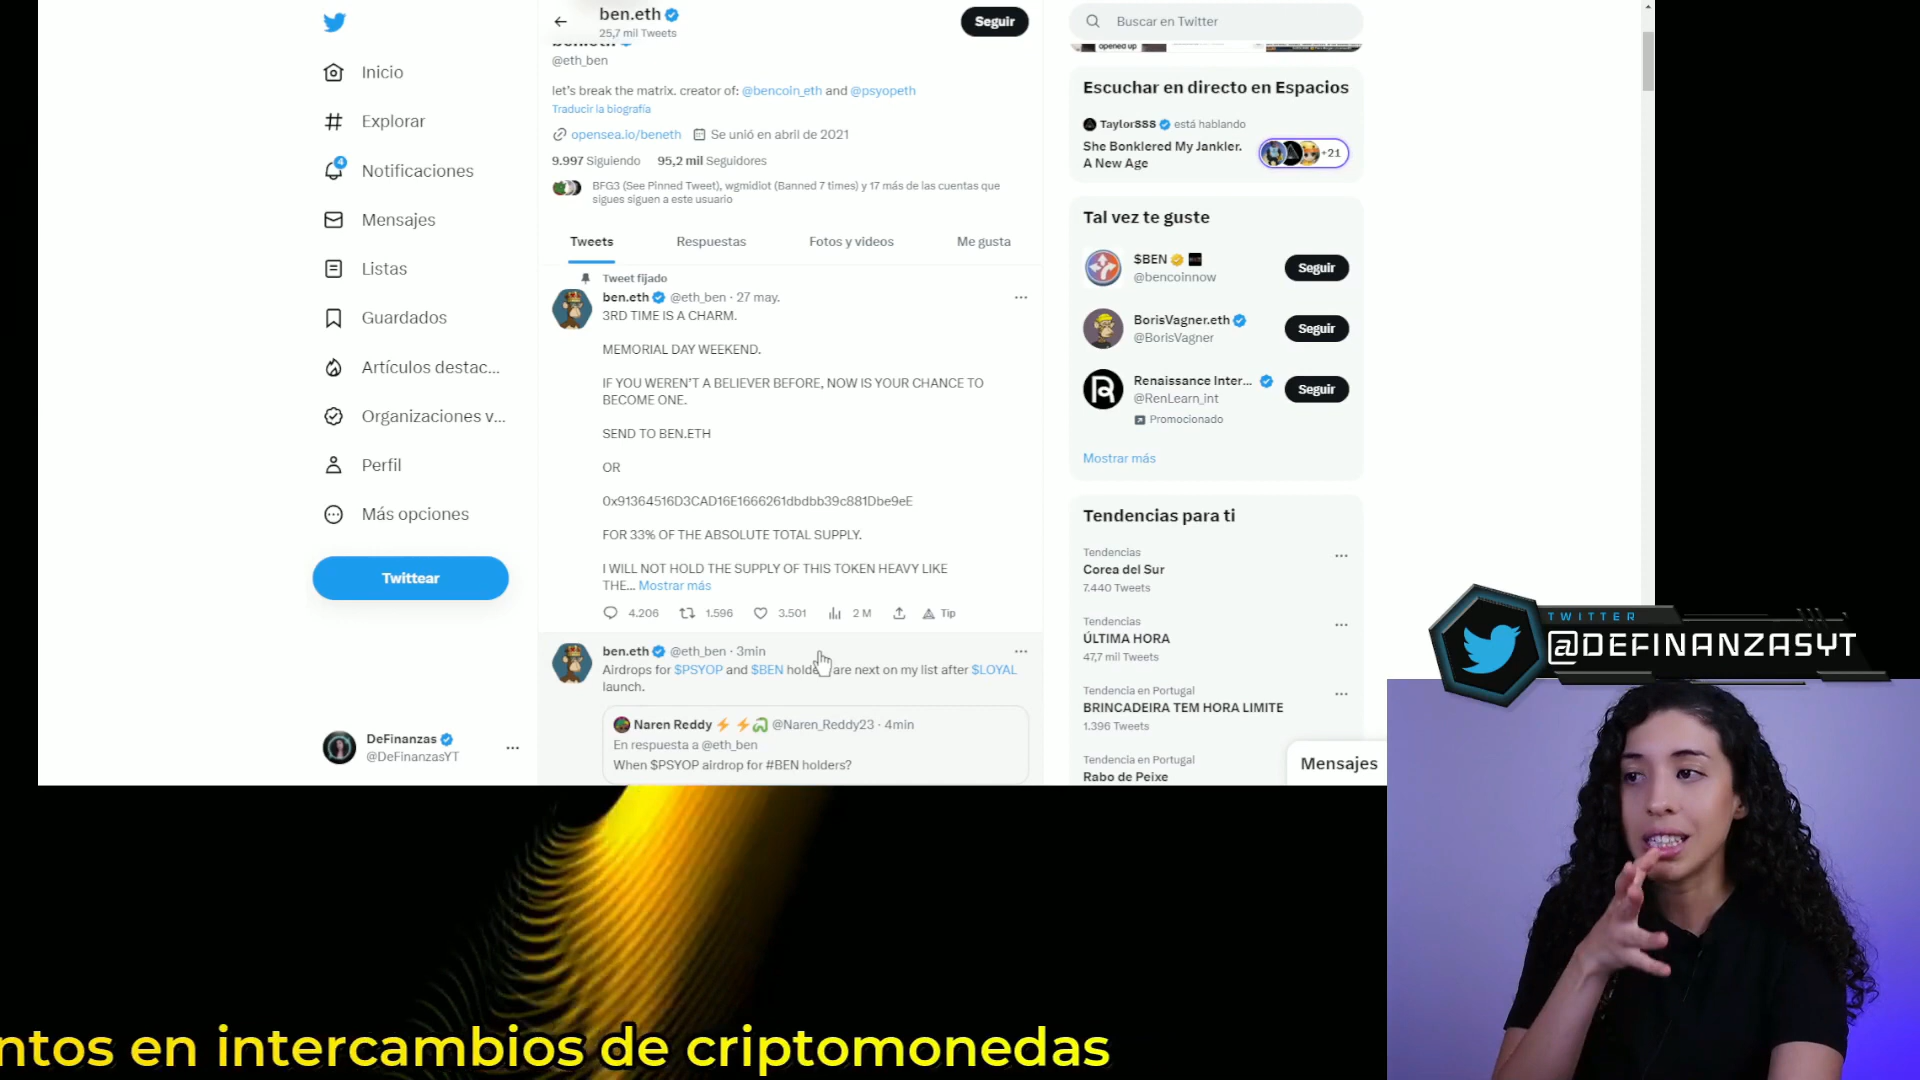 ben.eth
25,7 mil Tweets
Seguir
Buscar en Twitter
Inicio
Explorar
4
Notificaciones
Mensajes
Listas
Guardados
Artículos destac...
Organizaciones v...
Perfil
Más opciones
Twittear
DeFinanzas
@DeFinanzasYT
@eth_ben
let's break the matrix. creator of: @bencoin_eth and @psyopeth
Traducir la biografía
opensea.io/beneth Se unió en abril de 2021
9.997 Siguiendo 95,2 mil Seguidores
BFG3 (See Pinned Tweet), wgmidiot (Banned 7 times) y 17 más de las cuentas que
sigues siguen a este usuario
Tweets Respuestas Fotos y videos Me gusta
Tweet fijado
ben.eth @eth_ben · 27 may.
3RD TIME IS A CHARM.
MEMORIAL DAY WEEKEND.
IF YOU WEREN'T A BELIEVER BEFORE, NOW IS YOUR CHANCE TO
BECOME ONE.
SEND TO BEN.ETH
OR
0x91364516D3CAD16E1666261dbdbb39c881Dbe9eE
FOR 33% OF THE ABSOLUTE TOTAL SUPPLY.
I WILL NOT HOLD THE SUPPLY OF THIS TOKEN HEAVY LIKE
THE... Mostrar más
4.206 1.596 3.501 2 M Tip
ben.eth @eth_ben · 3min
Airdrops for $PSYOP and $BEN holders are next on my list after $LOYAL
launch.
Naren Reddy @Naren_Reddy23 · 4min
En respuesta a @eth_ben
When $PSYOP airdrop for #BEN holders?
opened up
Escuchar en directo en Espacios
Taylor888 está hablando
She Bonklered My Jankler.
A New Age
+21
Tal vez te guste
$BEN
@bencoinnow
Seguir
BorisVagner.eth
@BorisVagner
Seguir
Renaissance Inter...
@RenLearn_int
Seguir
Promocionado
Mostrar más
Tendencias para ti
Tendencias
Corea del Sur
7.440 Tweets
Tendencias
ÚLTIMA HORA
47,7 mil Tweets
Tendencia en Portugal
BRINCADEIRA TEM HORA LIMITE
1.396 Tweets
Tendencia en Portugal
Rabo de Peixe
Mensajes
TWITTER
@DEFINANZASYT
ntos en intercambios de criptomonedas